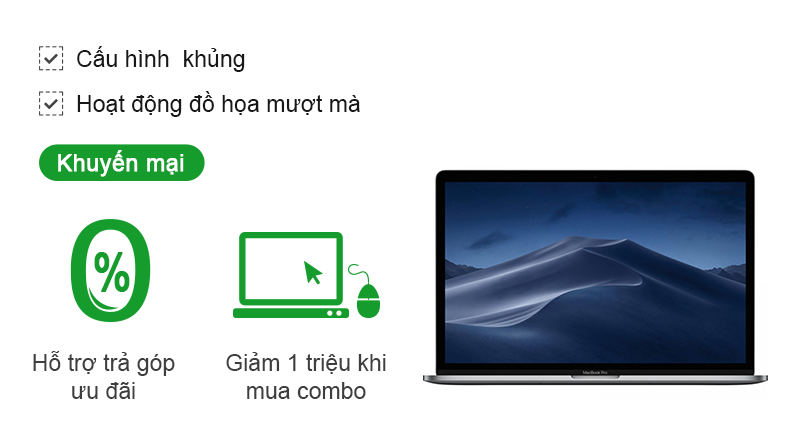 Cấu hình khủng
Hoạt động đồ họa mượt mà
Khuyến mại
0%
Hỗ trợ trả góp
ưu đãi
Giảm 1 triệu khi
mua combo
MacBook Pro